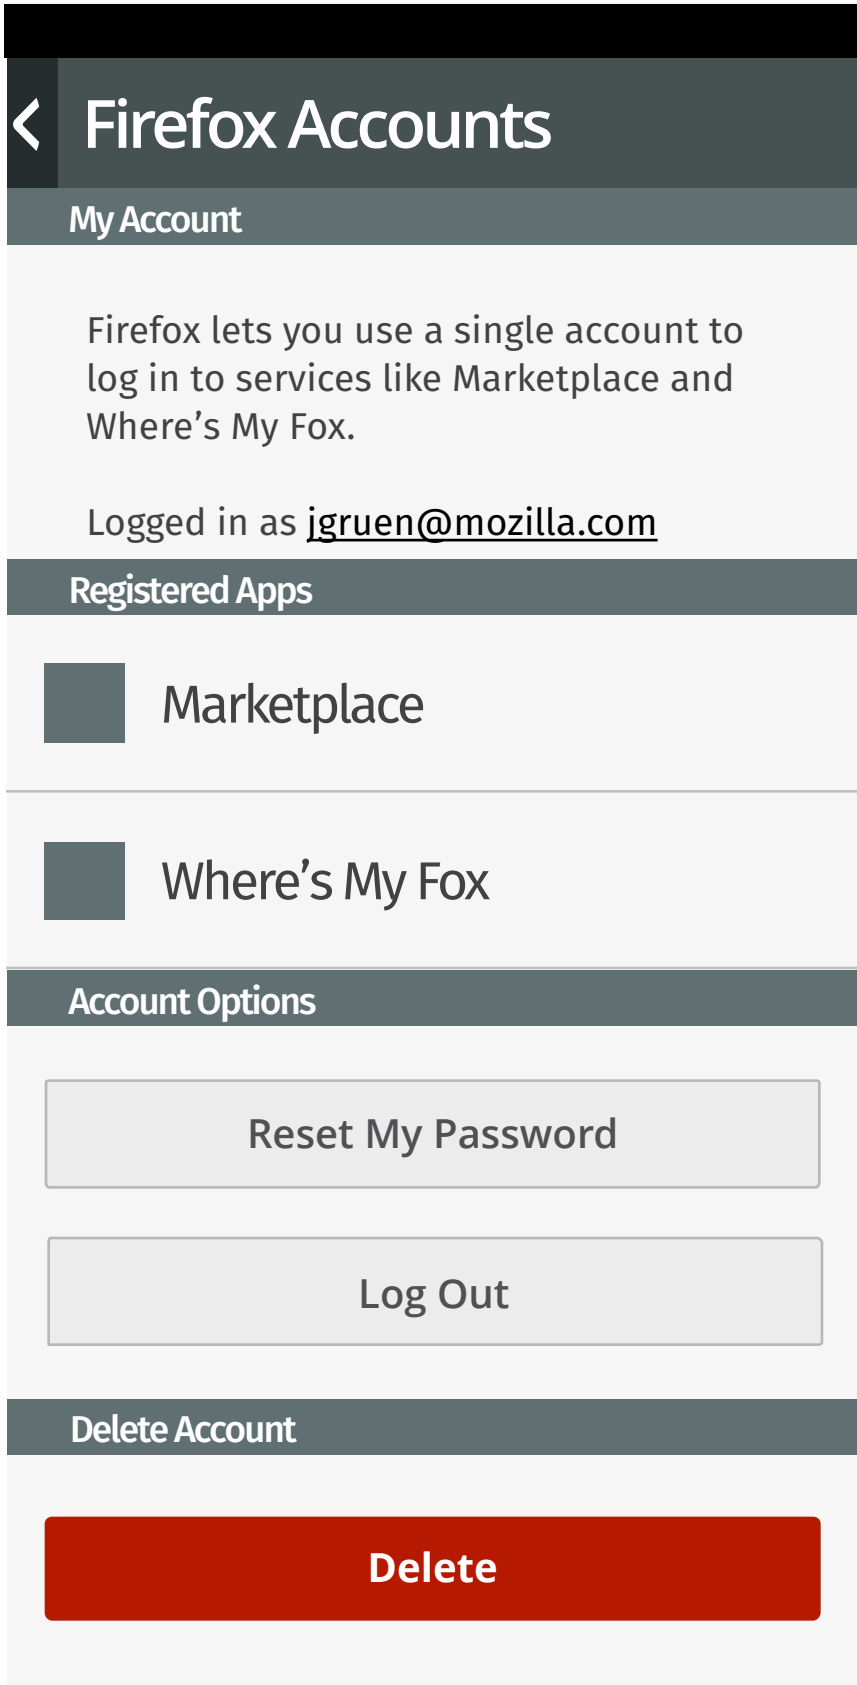 Firefox Accounts
My Account
Firefox lets you use a single account to
log in to services like Marketplace and
Where’s My Fox.
Logged in as jgruen@mozilla.com
Registered Apps
Marketplace
Where’s My Fox
Account Options
Reset My Password
Log Out
Delete Account
Delete